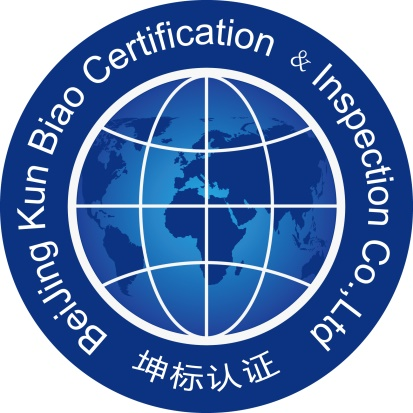 BeiJing Kun Biao Certification & Inspection Co.,Ltd
坤标认证